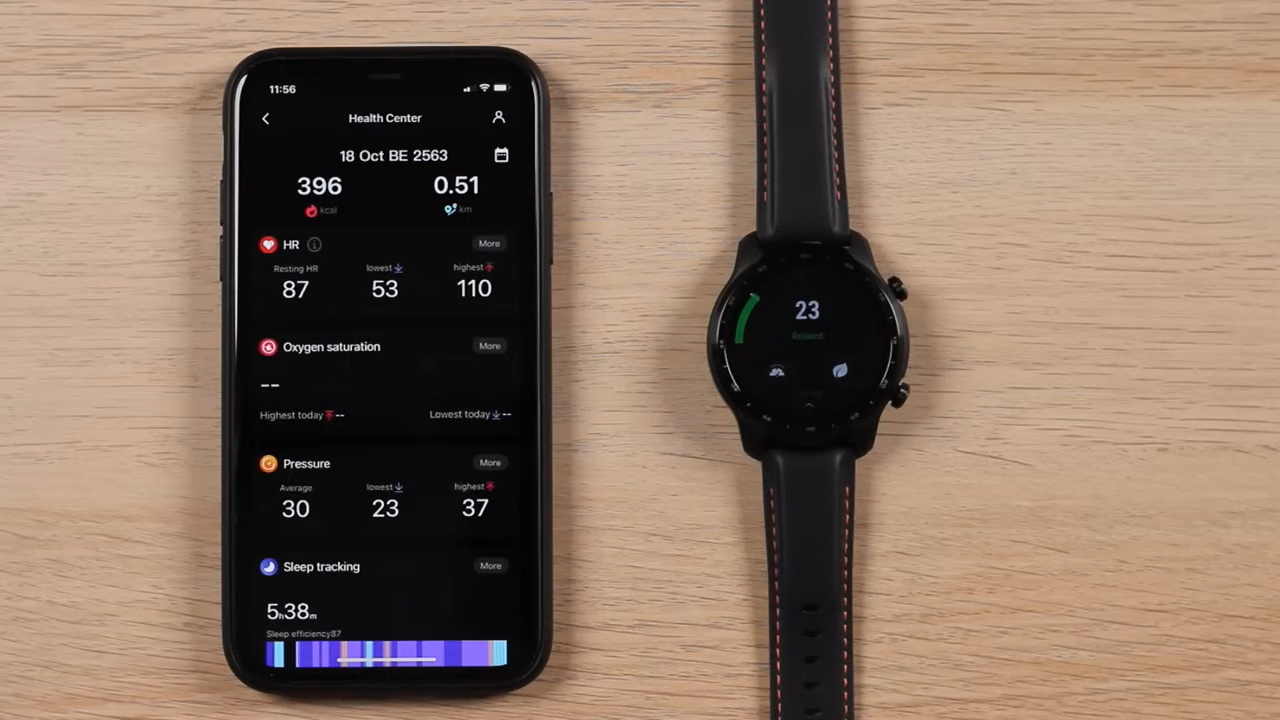 11:56
Health Center
18 Oct BE 2563
396 0.51
kcal km
HR More
Resting HR lowest highest
87 53 110
Oxygen saturation More
--
Highest today -- Lowest today --
Pressure More
Average lowest highest
30 23 37
Sleep tracking More
5h38m
Sleep efficiency87
23
Relaxed